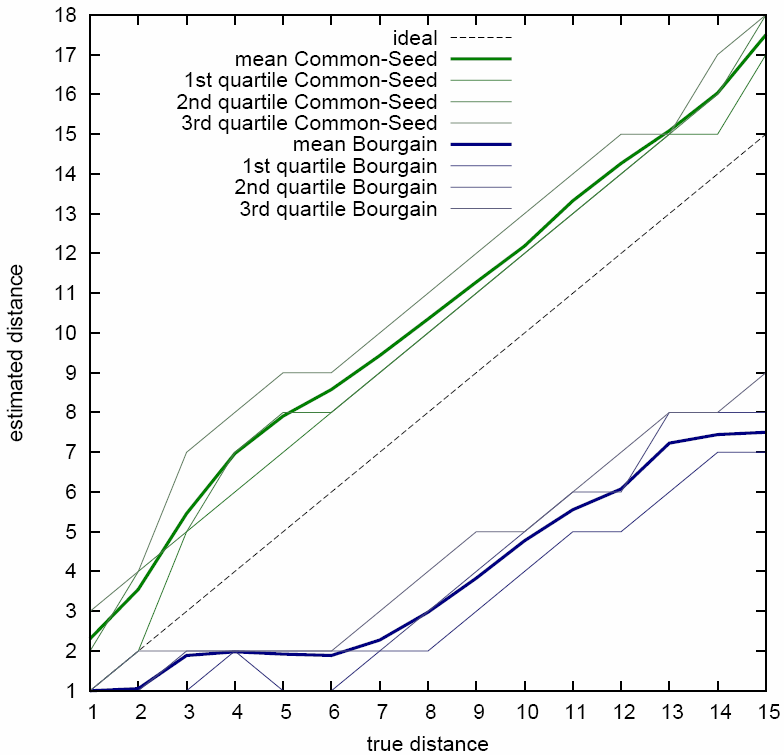 18
17
16
15
14
13
12
11
10
9
8
7
6
5
4
3
2
1
estimated distance
ideal
mean Common-Seed
1st quartile Common-Seed
2nd quartile Common-Seed
3rd quartile Common-Seed
mean Bourgain
1st quartile Bourgain
2nd quartile Bourgain
3rd quartile Bourgain
1 2 3 4 5 6 7 8 9 10 11 12 13 14 15
true distance